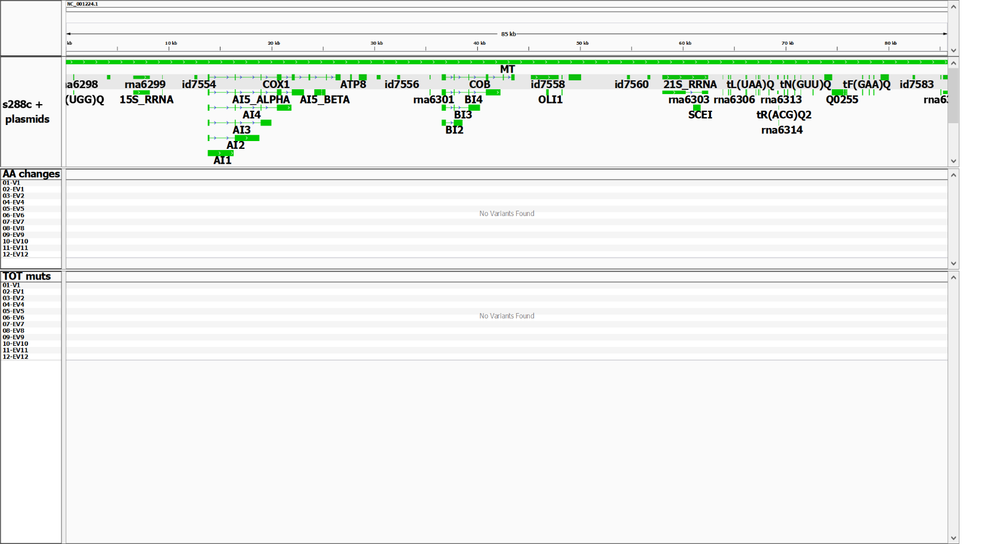 NC_001224.1
85 kb
kb 10 kb 20 kb 30 kb 40 kb 50 kb 60 kb 70 kb 80 kb
s288c +
plasmids
MT
a6298 rna6299 id7554 COX1 ATP8 id7556 COB id7558 id7560 21S_RRNA tL(UAA)Q tN(GUU)Q tF(GAA)Q id7583
(UGG)Q 15S_RRNA AI5_ALPHA AI5_BETA rna6301 BI4 OLI1 rna6303 rna6306 rna6313 Q0255 rna63
AI4 BI3 SCEI tR(ACG)Q2
AI3 BI2 rna6314
AI2
AI1
AA changes
01-V1
02-EV1
03-EV2
04-EV4
05-EV5
06-EV6
07-EV7
08-EV8
09-EV9
10-EV10
11-EV11
12-EV12
No Variants Found
TOT muts
01-V1
02-EV1
03-EV2
04-EV4
05-EV5
06-EV6
07-EV7
08-EV8
09-EV9
10-EV10
11-EV11
12-EV12
No Variants Found